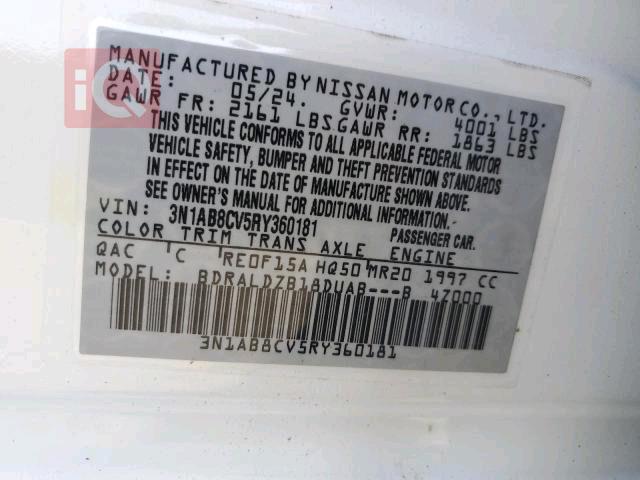 iQ
MANUFACTURED BY NISSAN MOTOR CO., LTD.
DATE: 05/24. GVWR: 4001 LBS
GAWR FR: 2161 LBS GAWR RR: 1863 LBS
THIS VEHICLE CONFORMS TO ALL APPLICABLE FEDERAL MOTOR
VEHICLE SAFETY, BUMPER AND THEFT PREVENTION STANDARDS
IN EFFECT ON THE DATE OF MANUFACTURE SHOWN ABOVE.
SEE OWNER'S MANUAL FOR ADDITIONAL INFORMATION.
VIN: 3N1AB8CV5RY360181 PASSENGER CAR.
COLOR TRIM TRANS AXLE ENGINE
QAC C RE0F15A HQ50 MR20 1997 CC
MODEL: BDRALDZB18DUAB---B 4Z000
3N1AB8CV5RY360181